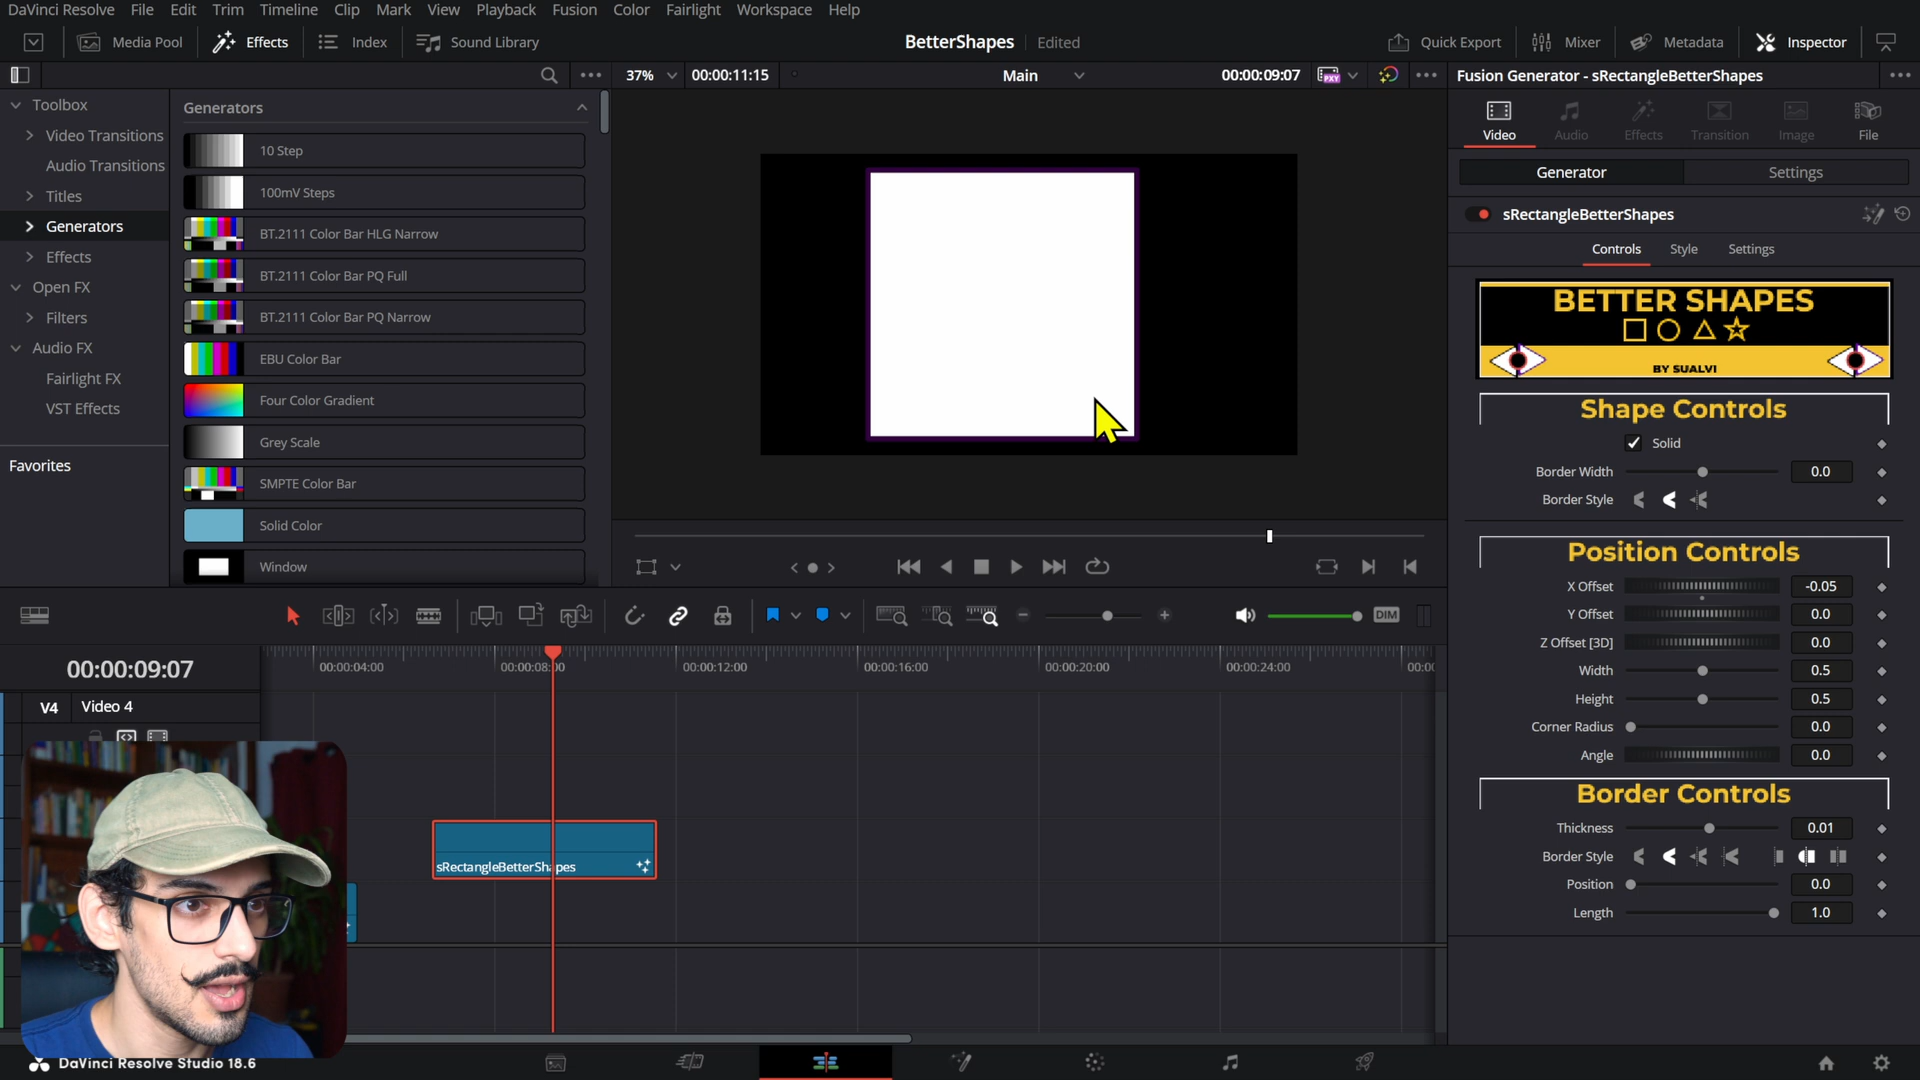 DaVinci Resolve File Edit Trim Timeline Clip Mark View Playback Fusion Color Fairlight Workspace Help
Media Pool Effects Index Sound Library BetterShapes Edited Quick Export Mixer Metadata Inspector
37% 00:00:11:15 Main 00:00:09:07 PXY Fusion Generator - sRectangleBetterShapes
Toolbox
Video Transitions
Audio Transitions
Titles
Generators
Effects
Open FX
Filters
Audio FX
Fairlight FX
VST Effects
Favorites
Generators
10 Step
100mV Steps
BT.2111 Color Bar HLG Narrow
BT.2111 Color Bar PQ Full
BT.2111 Color Bar PQ Narrow
EBU Color Bar
Four Color Gradient
Grey Scale
SMPTE Color Bar
Solid Color
Window
Video Audio Effects Transition Image File
Generator Settings
sRectangleBetterShapes
Controls Style Settings
BETTER SHAPES
BY SUALVI
Shape Controls
Solid
Border Width 0.0
Border Style
Position Controls
X Offset -0.05
Y Offset 0.0
Z Offset [3D] 0.0
Width 0.5
Height 0.5
Corner Radius 0.0
Angle 0.0
Border Controls
Thickness 0.01
Border Style
Position 0.0
Length 1.0
DIM
00:00:09:07 00:00:04:00 00:00:08:00 00:00:12:00 00:00:16:00 00:00:20:00 00:00:24:00
V4 Video 4
sRectangleBetterShapes
DaVinci Resolve Studio 18.6